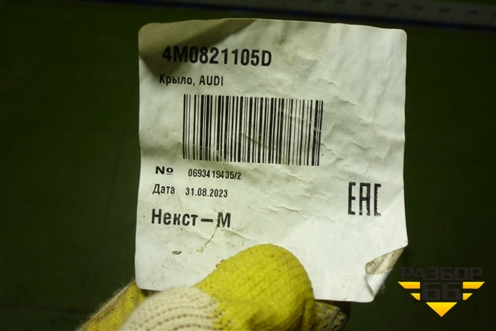 4M0821105D
Крыло, AUDI
№ 0693419435/2
Дата 31.08.2023
Некст-М
EAC
РАЗБОР
66